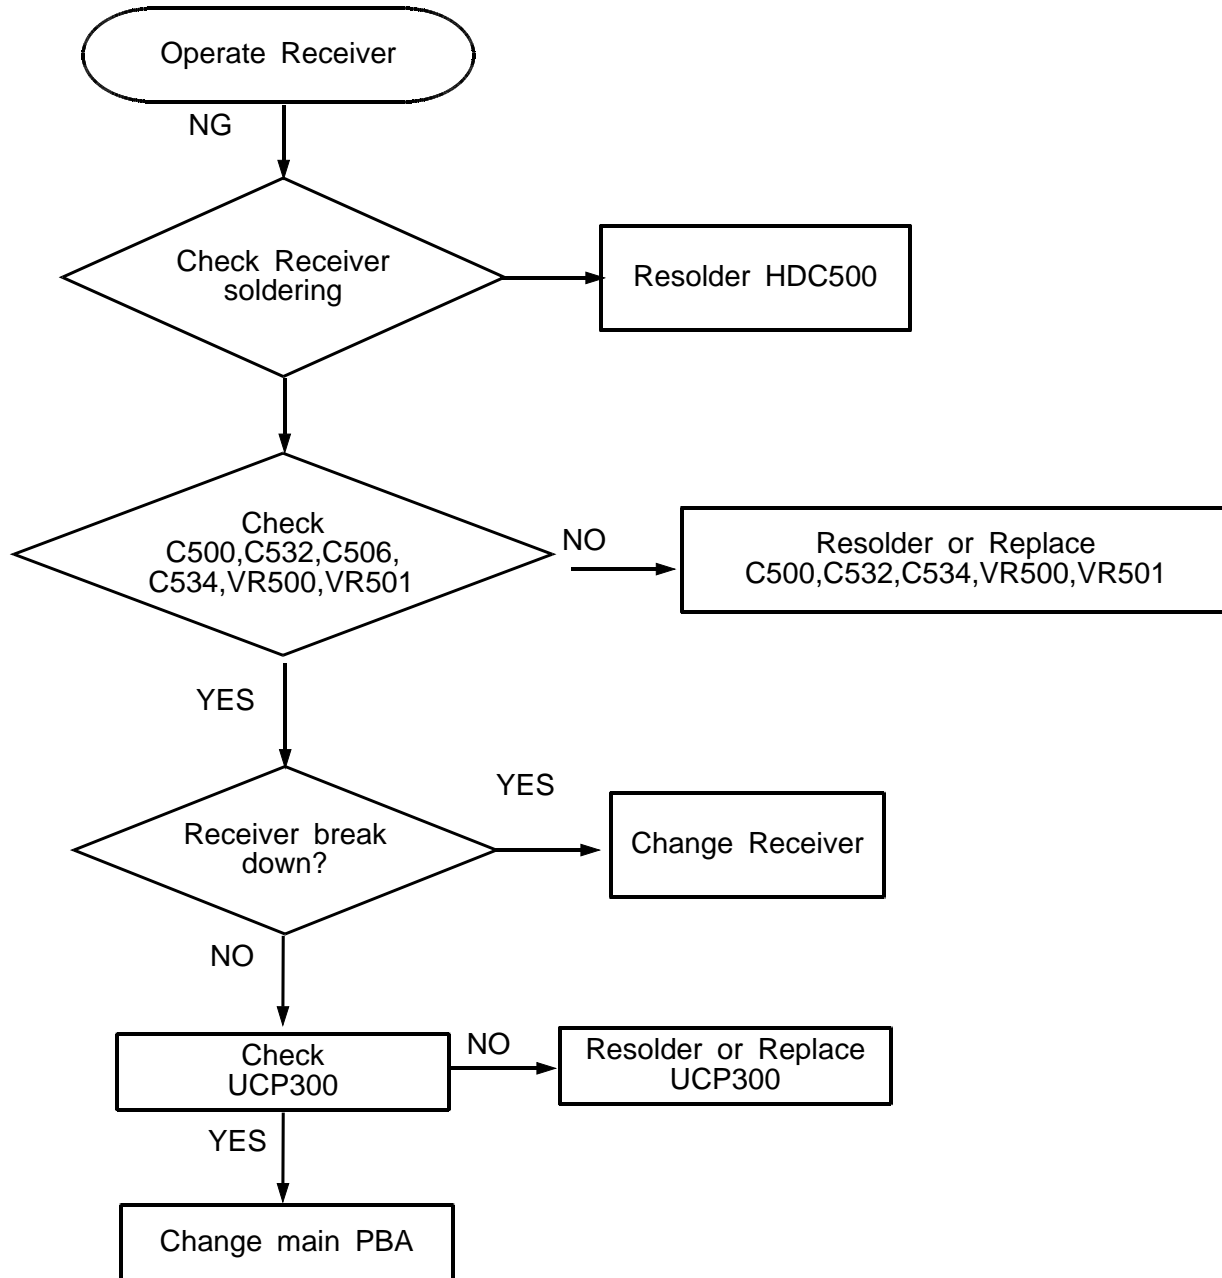 Operate Receiver
NG
Check Receiver
soldering
Resolder HDC500
Check
C500,C532,C506,
C534,VR500,VR501
NO
Resolder or Replace
C500,C532,C534,VR500,VR501
YES
Receiver break
down?
YES
Change Receiver
NO
Check
UCP300
NO
Resolder or Replace
UCP300
YES
Change main PBA